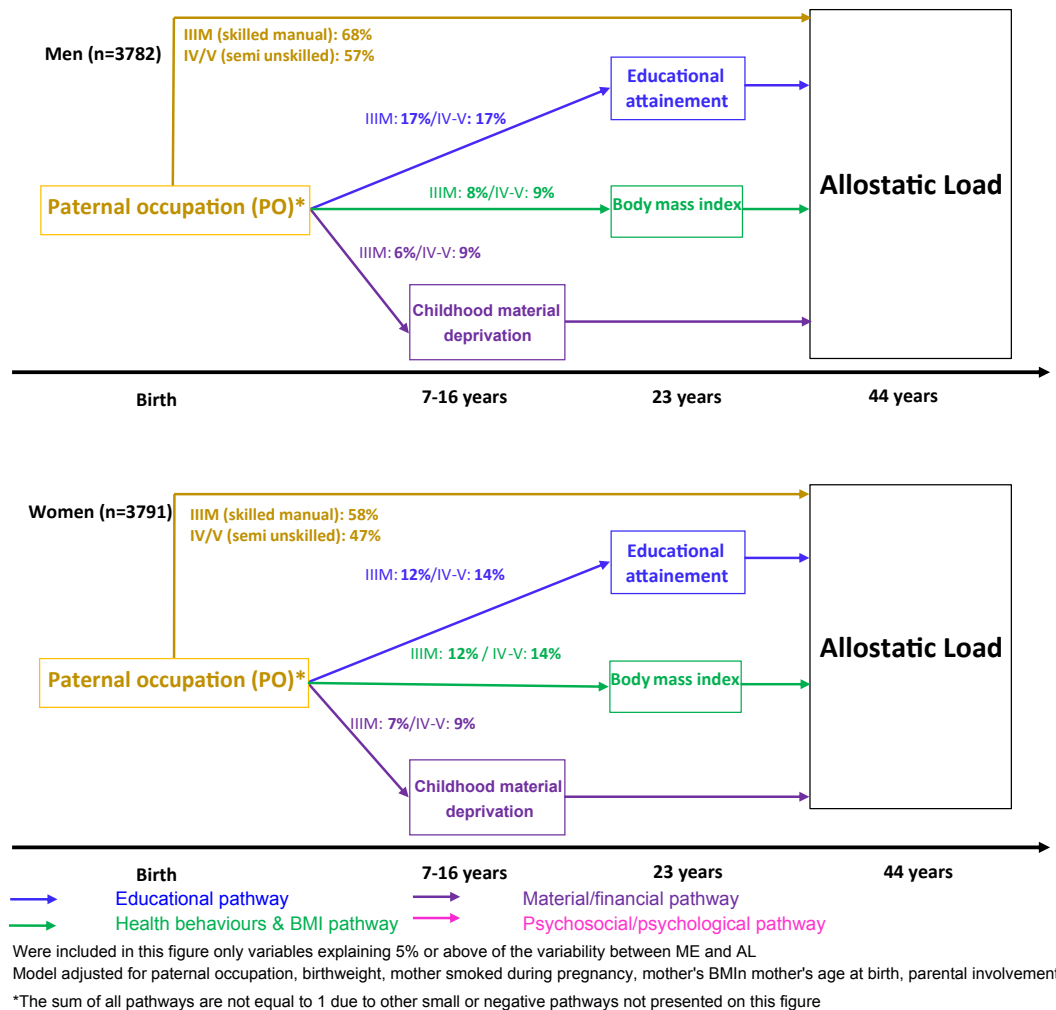 IIIM (skilled manual): 68%
Men (n=3782)
IV/V (semi unskilled): 57%
Educational
attainement
IIIM: 17%/IV-V: 17%
Allostatic Load
IIIM: 8%/IV-V: 9%
Paternal occupation (PO)*
Body mass index
IIIM: 6%/IV-V: 9%
Childhood material
deprivation
Birth 7-16 years 23 years 44 years
Women (n=3791)
IIIM (skilled manual): 58%
IV/V (semi unskilled): 47%
Educational
attainement
IIIM: 12%/IV-V: 14%
Allostatic Load
IIIM: 12% / IV-V: 14%
Paternal occupation (PO)*
Body mass index
IIIM: 7%/IV-V: 9%
Childhood material
deprivation
Birth 7-16 years 23 years 44 years
Educational pathway Material/financial pathway
Health behaviours & BMI pathway Psychosocial/psychological pathway
Were included in this figure only variables explaining 5% or above of the variability between ME and AL
Model adjusted for paternal occupation, birthweight, mother smoked during pregnancy, mother's BMIn mother's age at birth, parental involvement
*The sum of all pathways are not equal to 1 due to other small or negative pathways not presented on this figure